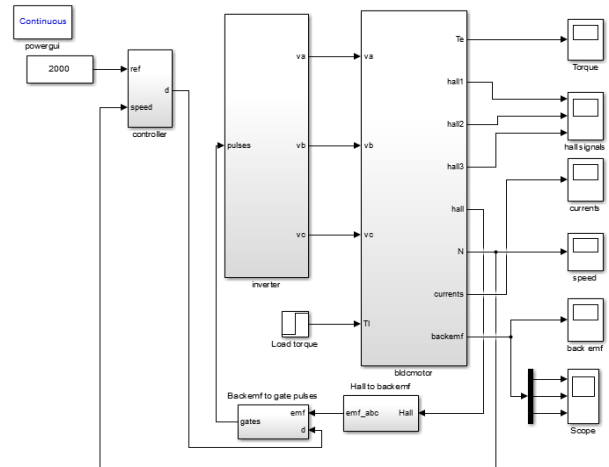 Continuous
powergui
2000
ref
speed
d
controller
pulses
va
vb
vc
inverter
va
vb
vc
Tl
Te
hall1
hall2
hall3
hall
N
currents
backemf
bldcmotor
Load torque
Torque
hall signals
currents
speed
back emf
Scope
Hall to backemf
emf_abc
Hall
Backemf to gate pulses
gates
emf
d